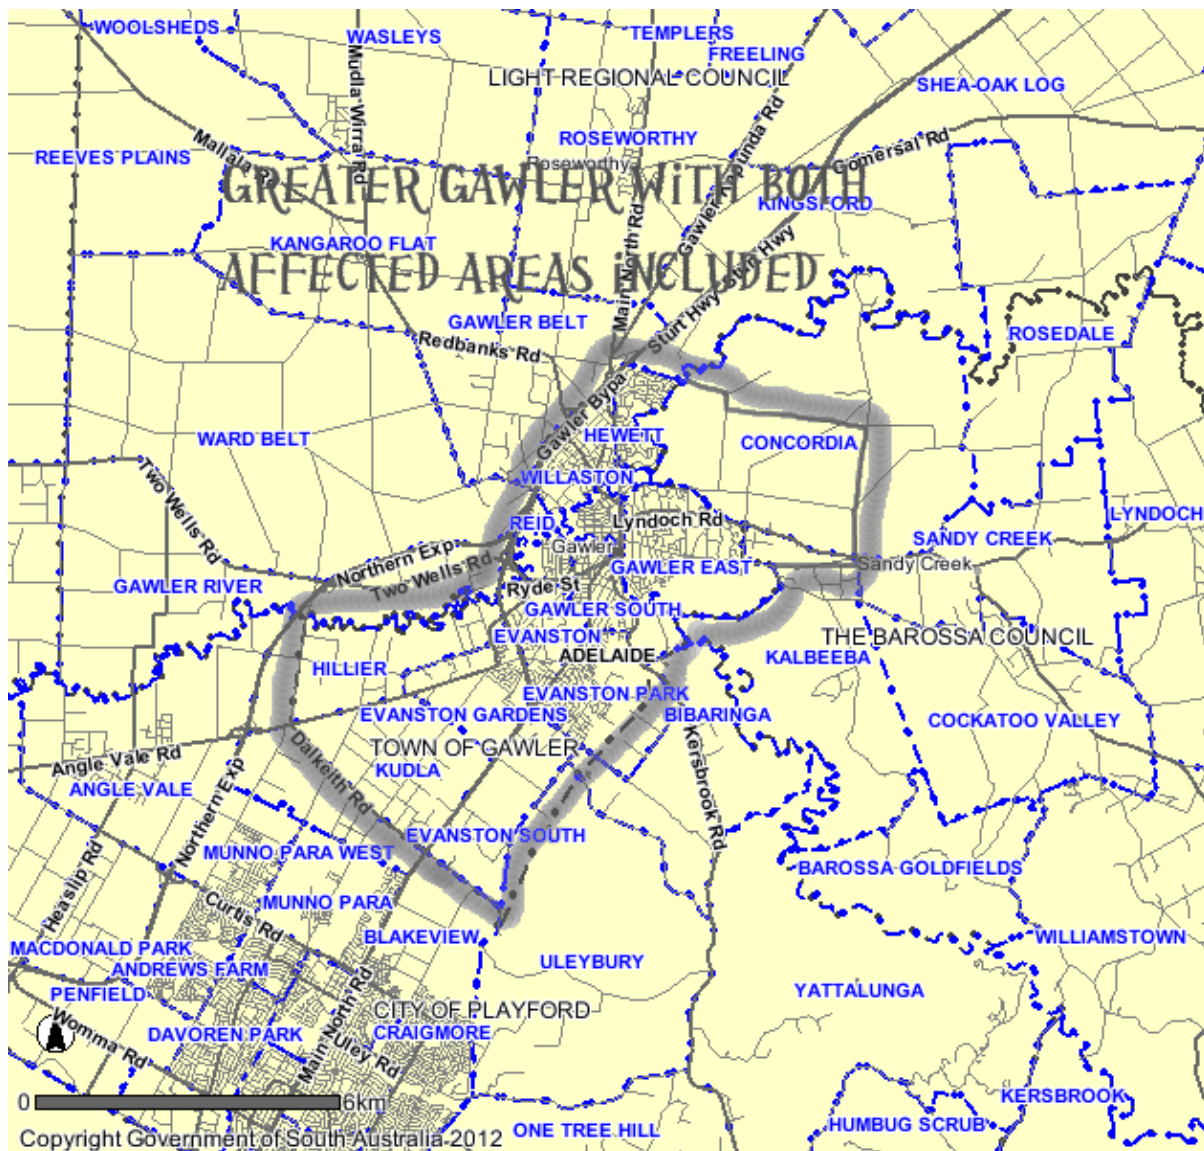 WOOLSHEDS
WASLEYS
TEMPLERS
FREELING
LIGHT REGIONAL COUNCIL
SHEA-OAK LOG
Mudla Wirra Rd
Mallala Rd
ROSEWORTHY
Roseworthy
Gawler Kapunda Rd
Gomersal Rd
REEVES PLAINS
GREATER GAWLER WiTH BOTH
KINGSFORD
KANGAROO FLAT
AFFECTED AREAS iNCLUDED
Main North Rd
Sturt Hwy
Sturt Hwy
GAWLER BELT
ROSEDALE
Redbanks Rd
Gawler Bypa
HEWETT
CONCORDIA
WARD BELT
Two Wells Rd
WILLASTON
REID
Lyndoch Rd
LYNDOCH
SANDY CREEK
Gawler
Northern Exp
Two Wells Rd
GAWLER EAST
Sandy Creek
GAWLER RIVER
Ryde St
GAWLER SOUTH
EVANSTON
THE BAROSSA COUNCIL
ADELAIDE
KALBEEBA
HILLIER
EVANSTON PARK
EVANSTON GARDENS
BIBARINGA
COCKATOO VALLEY
TOWN OF GAWLER
Angle Vale Rd
KUDLA
Dalkeith Rd
Kersbrook Rd
ANGLE VALE
Northern Exp
EVANSTON SOUTH
MUNNO PARA WEST
BAROSSA GOLDFIELDS
Heaslip Rd
Curtis Rd
MUNNO PARA
BLAKEVIEW
WILLIAMSTOWN
MACDONALD PARK
ANDREWS FARM
ULEYBURY
PENFIELD
YATTALUNGA
CITY OF PLAYFORD
Womma Rd
DAVOREN PARK
Main North Rd
Uley Rd
CRAIGMORE
KERSBROOK
0 6km
HUMBUG SCRUB
ONE TREE HILL
Copyright Government of South Australia 2012